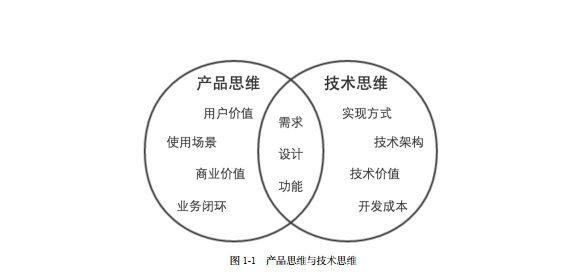 产品思维
技术思维
用户价值
需求
实现方式
使用场景
设计
技术架构
商业价值
功能
技术价值
业务闭环
开发成本
图 1-1 产品思维与技术思维